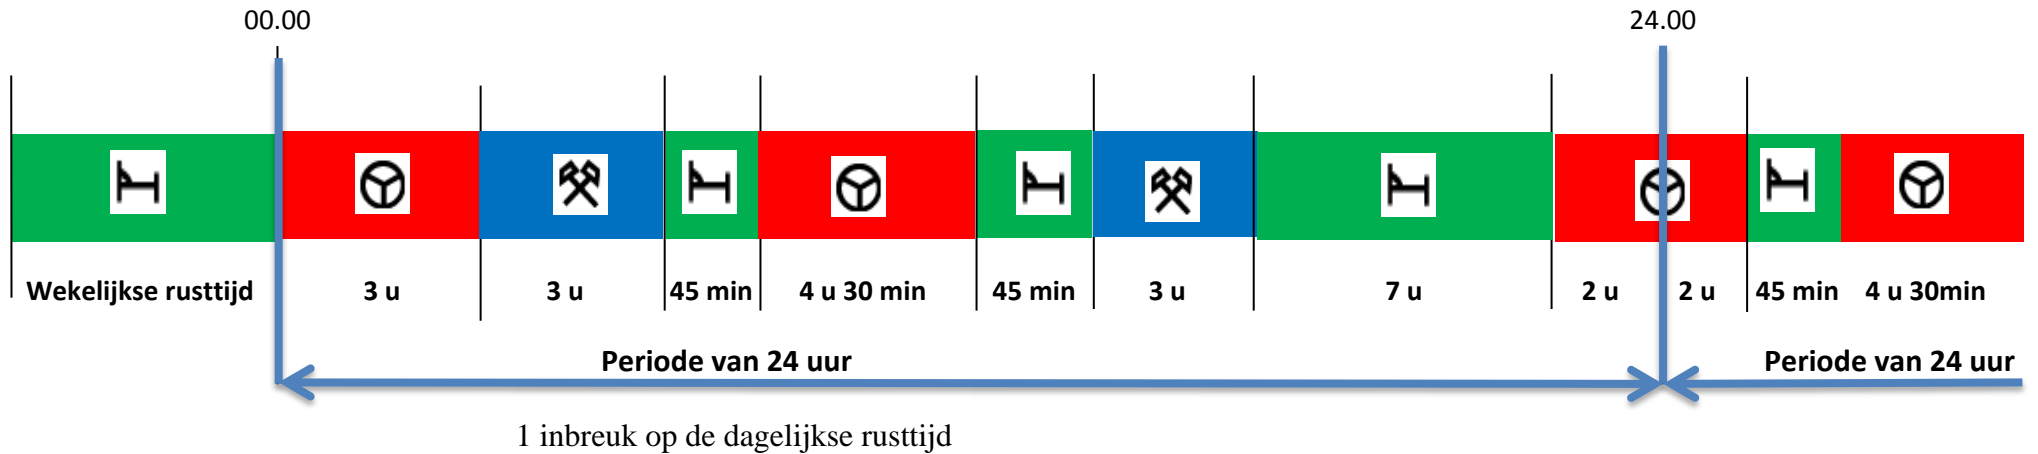 00.00 24.00
Wekelijkse rusttijd 3 u 3 u 45 min 4 u 30 min 45 min 3 u 7 u 2 u 2 u 45 min 4 u 30min
Periode van 24 uur Periode van 24 uur
1 inbreuk op de dagelijkse rusttijd